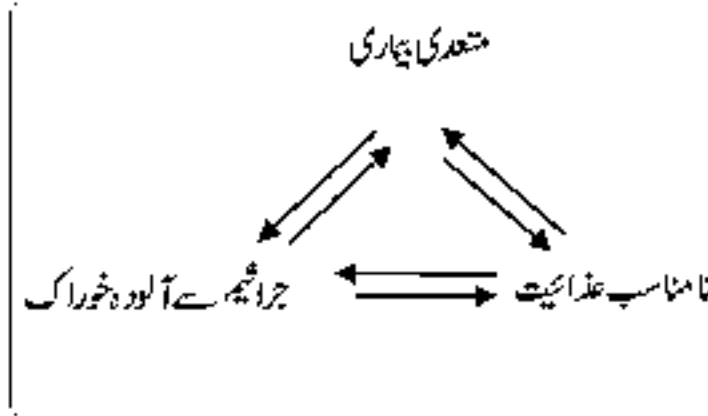 متعدی بیماری
نامناسب غذائیت
جراثیم سے آلودہ خوراک